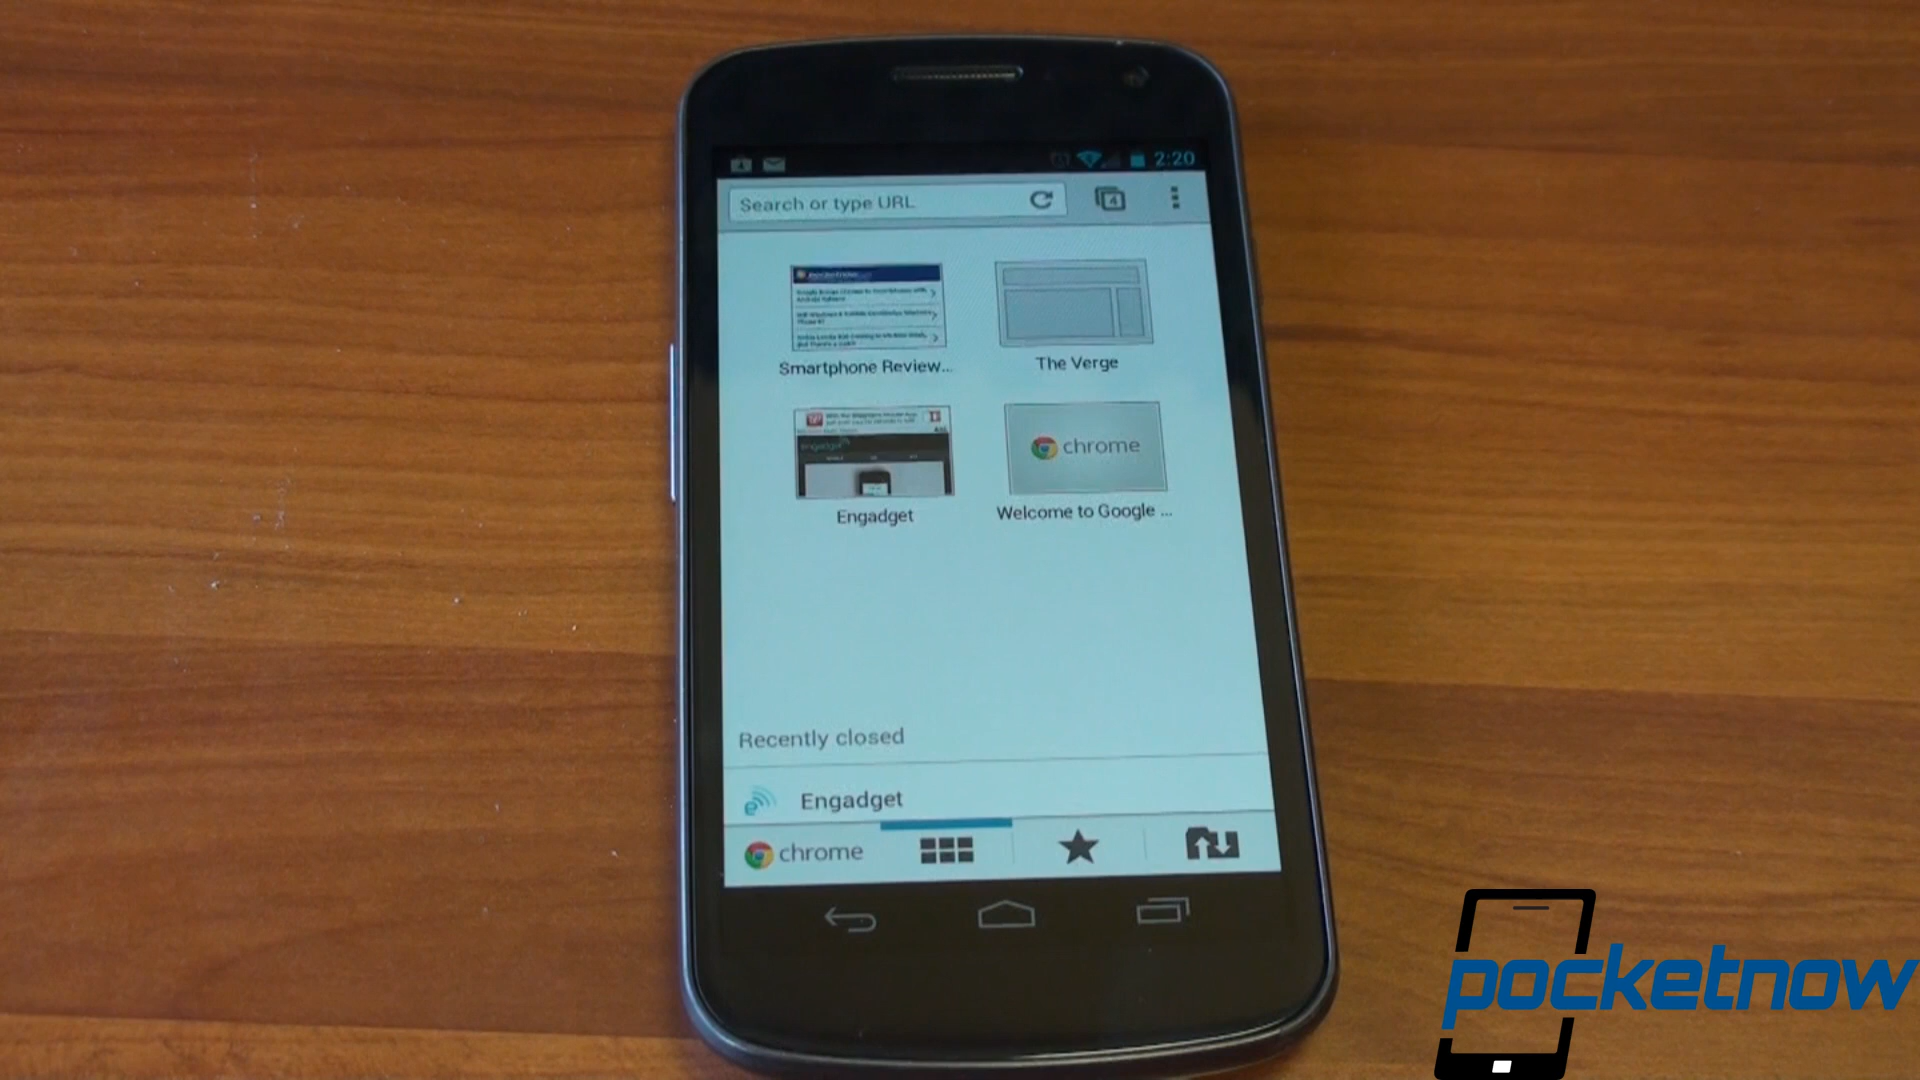 2:20
Search or type URL
4
Smartphone Review...
The Verge
engadget
chrome
Engadget
Welcome to Google ...
Recently closed
Engadget
chrome
pocketnow